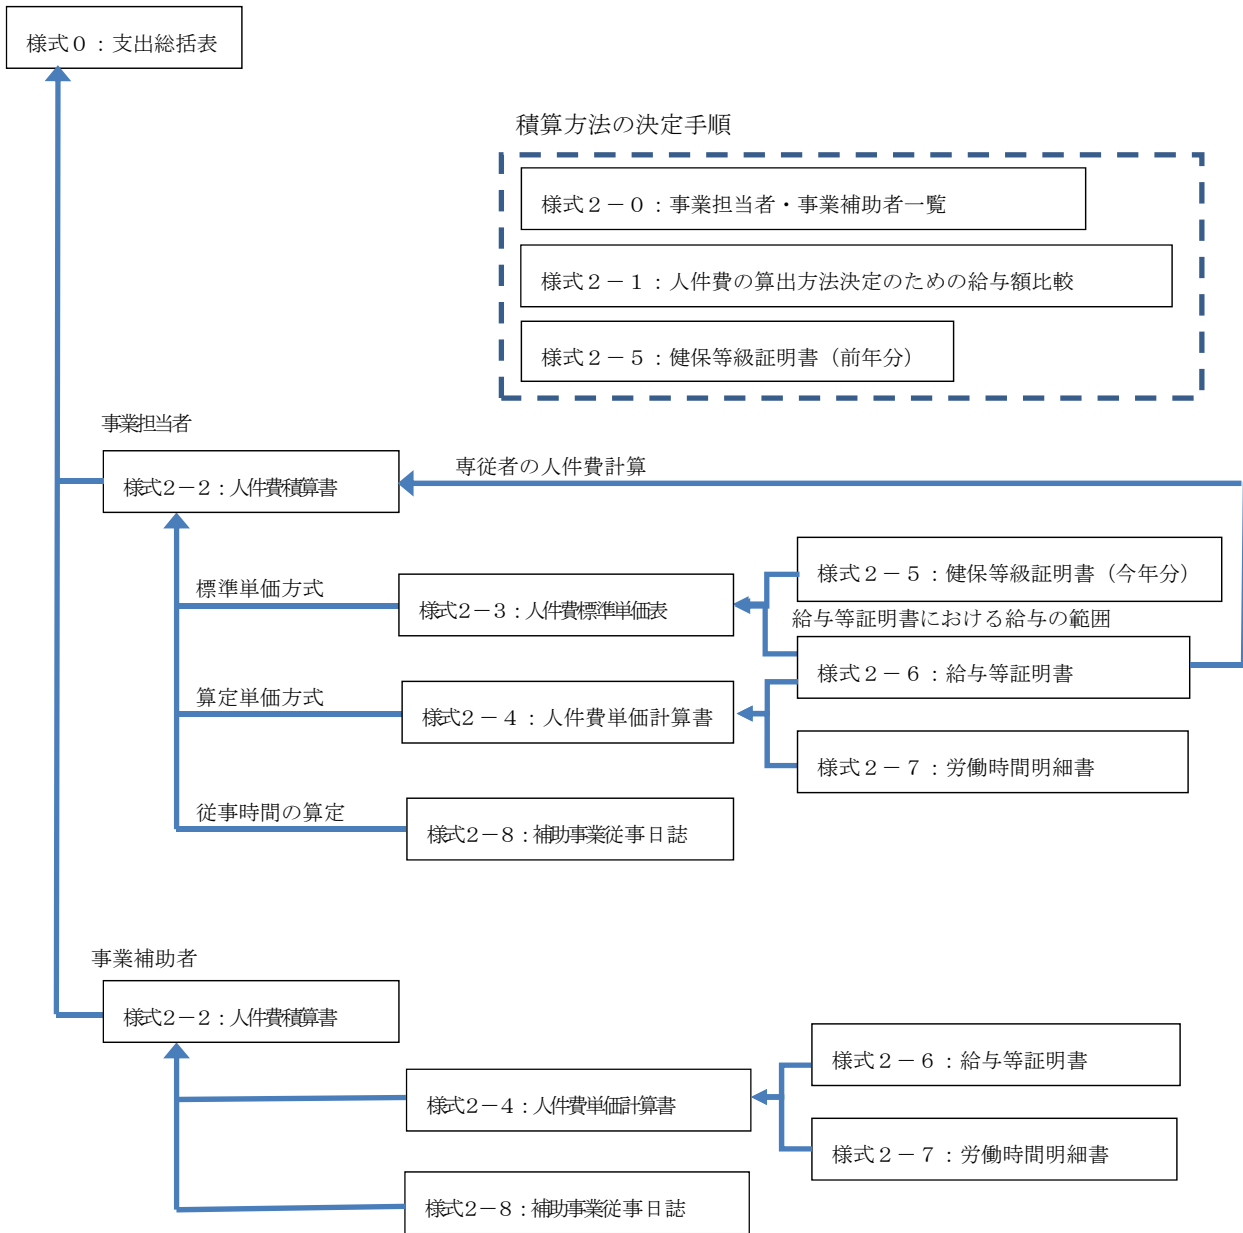 様式０：支出総括表
積算方法の決定手順
様式２－０：事業担当者・事業補助者一覧
様式２－１：人件費の算出方法決定のための給与額比較
様式２－５：健保等級証明書（前年分）
事業担当者
様式２－２：人件費積算書
専従者の人件費計算
標準単価方式
様式２－３：人件費標準単価表
様式２－５：健保等級証明書（今年分）
給与等証明書における給与の範囲
様式２－６：給与等証明書
算定単価方式
様式２－４：人件費単価計算書
様式２－７：労働時間明細書
従事時間の算定
様式２－８：補助事業従事日誌
事業補助者
様式２－２：人件費積算書
様式２－６：給与等証明書
様式２－４：人件費単価計算書
様式２－７：労働時間明細書
様式２－８：補助事業従事日誌